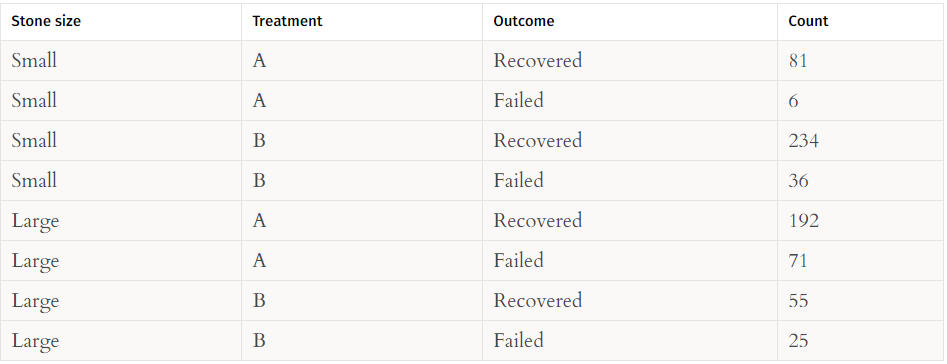 Stone size Treatment Outcome Count
Small A Recovered 81
Small A Failed 6
Small B Recovered 234
Small B Failed 36
Large A Recovered 192
Large A Failed 71
Large B Recovered 55
Large B Failed 25